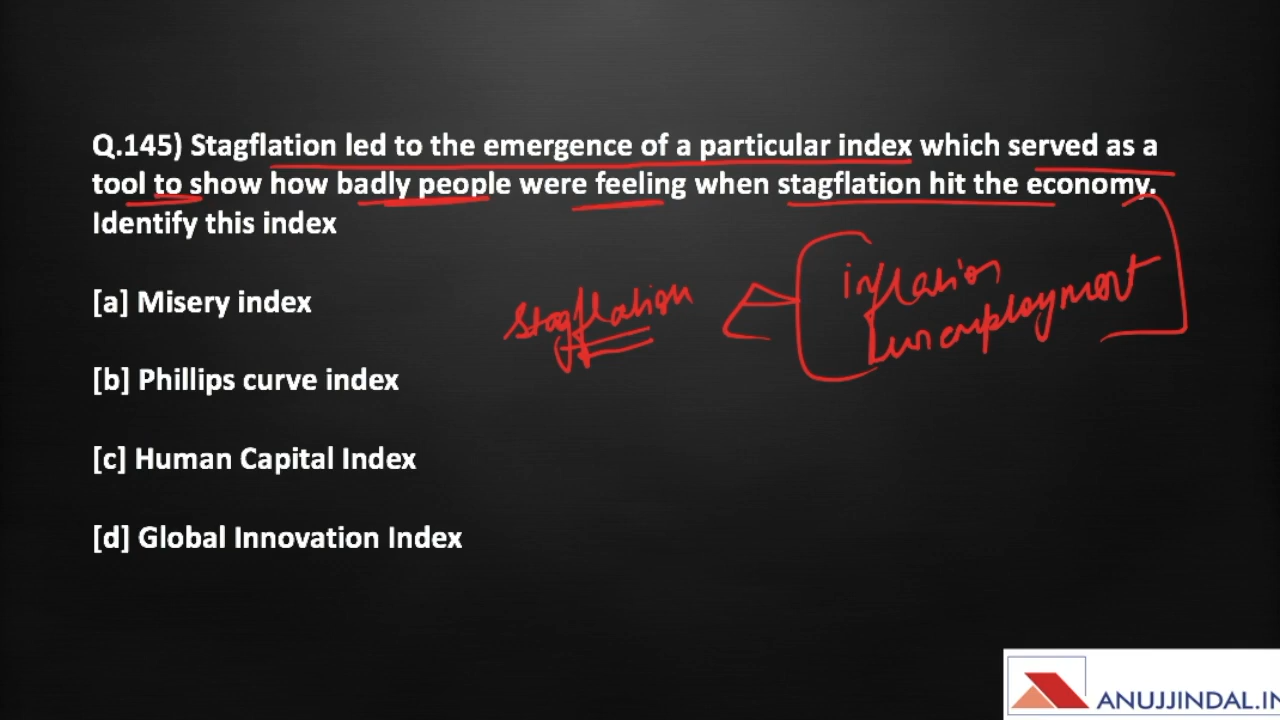 Q.145) Stagflation led to the emergence of a particular index which served as a
tool to show how badly people were feeling when stagflation hit the economy.
Identify this index
[a] Misery index
stagflation
inflation
unemployment
[b] Phillips curve index
[c] Human Capital Index
[d] Global Innovation Index
ANUJJINDAL.IN